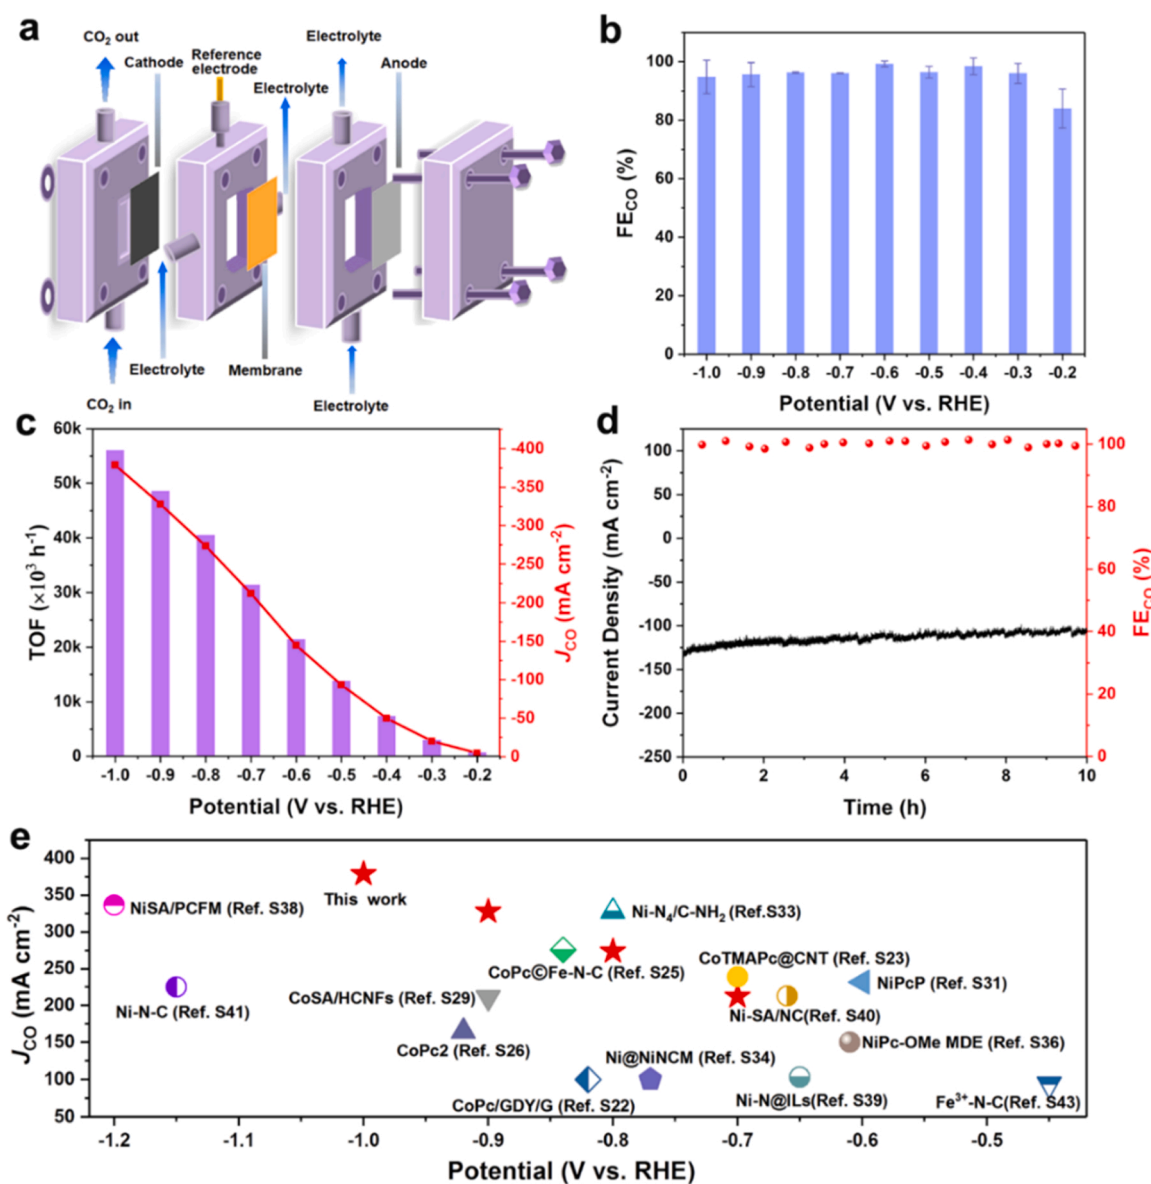 a
CO2 out
Cathode
Reference
electrode
Electrolyte
Electrolyte
Anode
Electrolyte
Membrane
CO2 in
Electrolyte
b
FECO (%)
100
80
60
40
20
0
-1.0 -0.9 -0.8 -0.7 -0.6 -0.5 -0.4 -0.3 -0.2
Potential (V vs. RHE)
c
TOF (×10³ h⁻¹)
60k
50k
40k
30k
20k
10k
0
-400
-350
-300
-250
-200
-150
-100
-50
0
JCO (mA cm⁻²)
-1.0 -0.9 -0.8 -0.7 -0.6 -0.5 -0.4 -0.3 -0.2
Potential (V vs. RHE)
d
Current Density (mA cm⁻²)
100
50
0
-50
-100
-150
-200
-250
100
80
60
40
20
0
FECO (%)
0 2 4 6 8 10
Time (h)
e
JCO (mA cm⁻²)
400
350
300
250
200
150
100
50
This work
NiSA/PCFM (Ref. S38)
Ni-N4/C-NH2 (Ref.S33)
CoPc©Fe-N-C (Ref. S25)
CoTMAPc@CNT (Ref. S23)
Ni-N-C (Ref. S41)
CoSA/HCNFs (Ref. S29)
NiPcP (Ref. S31)
Ni-SA/NC(Ref. S40)
CoPc2 (Ref. S26)
NiPc-OMe MDE (Ref. S36)
Ni@NiNCM (Ref. S34)
CoPc/GDY/G (Ref. S22)
Ni-N@ILs(Ref. S39)
Fe³⁺-N-C(Ref. S43)
-1.2 -1.1 -1.0 -0.9 -0.8 -0.7 -0.6 -0.5
Potential (V vs. RHE)